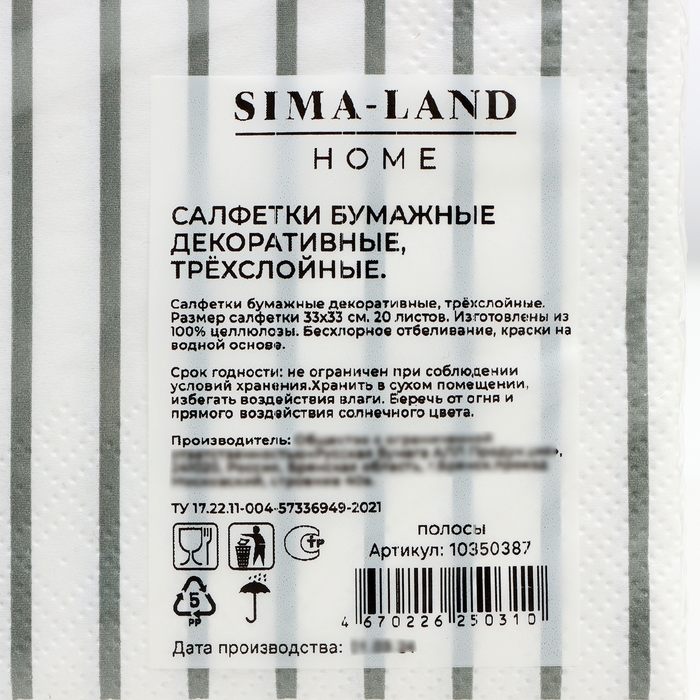 SIMA-LAND
HOME
САЛФЕТКИ БУМАЖНЫЕ
ДЕКОРАТИВНЫЕ,
ТРЁХСЛОЙНЫЕ.
Салфетки бумажные декоративные, трёхслойные.
Размер салфетки 33х33 см. 20 листов. Изготовлены из
100% целлюлозы. Бесхлорное отбеливание, краски на
водной основе.
Срок годности: не ограничен при соблюдении
условий хранения.Хранить в сухом помещении,
избегать воздействия влаги. Беречь от огня и
прямого воздействия солнечного цвета.
Производитель:
ТУ 17.22.11-004-57336949-2021
полосы
Артикул: 10350387
4 670226 250310
5
PP
Дата производства: